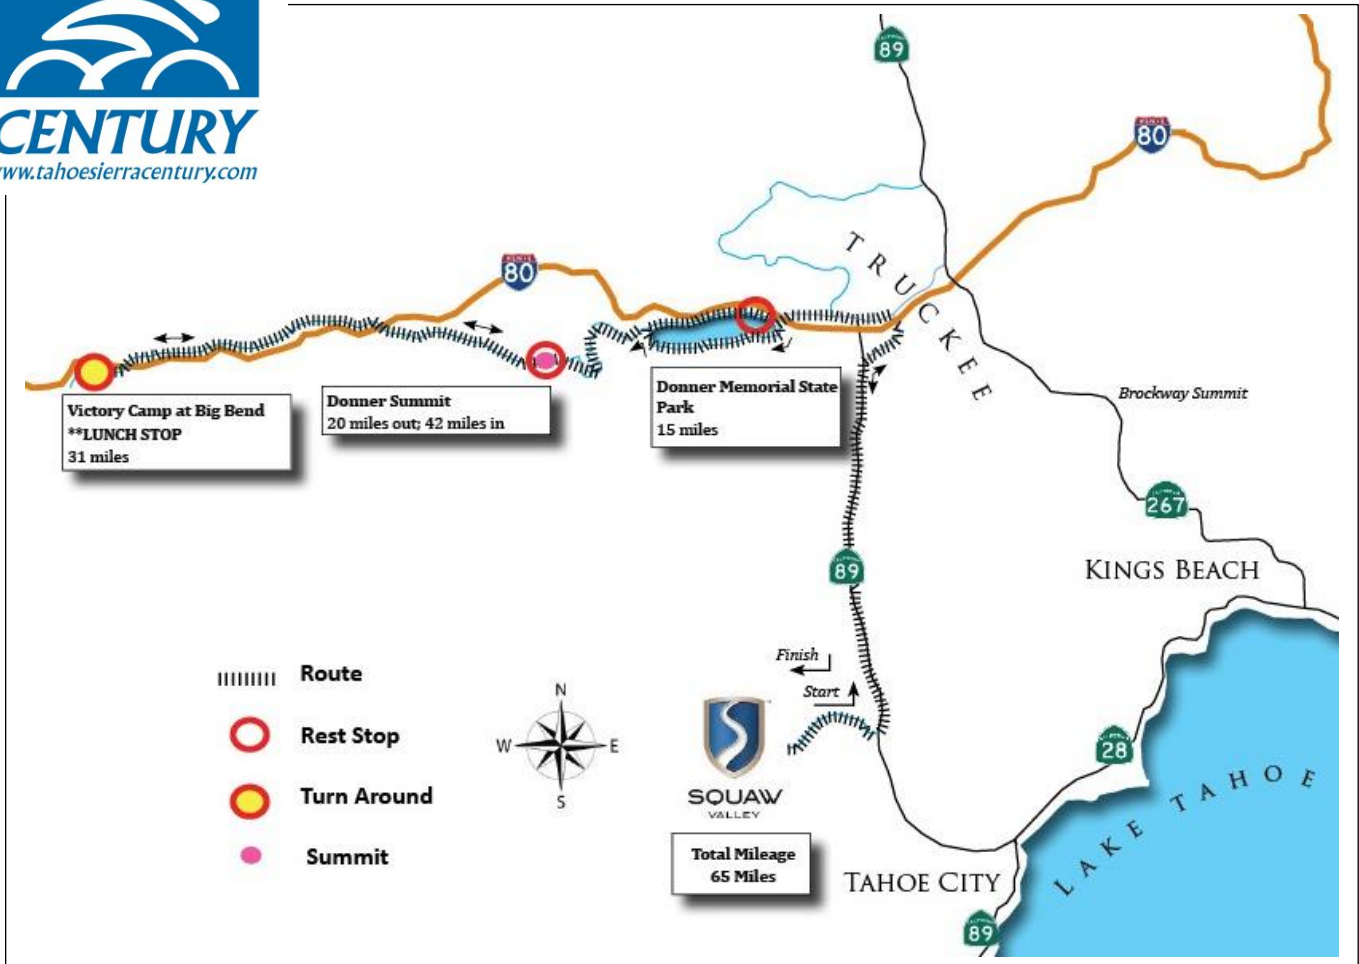 CENTURY
www.tahoesierracentury.com
89
80
80
TRUCKEE
Victory Camp at Big Bend
**LUNCH STOP
31 miles
Donner Summit
20 miles out; 42 miles in
Donner Memorial State
Park
15 miles
Brockway Summit
267
89
KINGS BEACH
Route
Rest Stop
Turn Around
Summit
N
W
E
S
Finish
Start
SQUAW
VALLEY
Total Mileage
65 Miles
28
LAKE TAHOE
TAHOE CITY
89